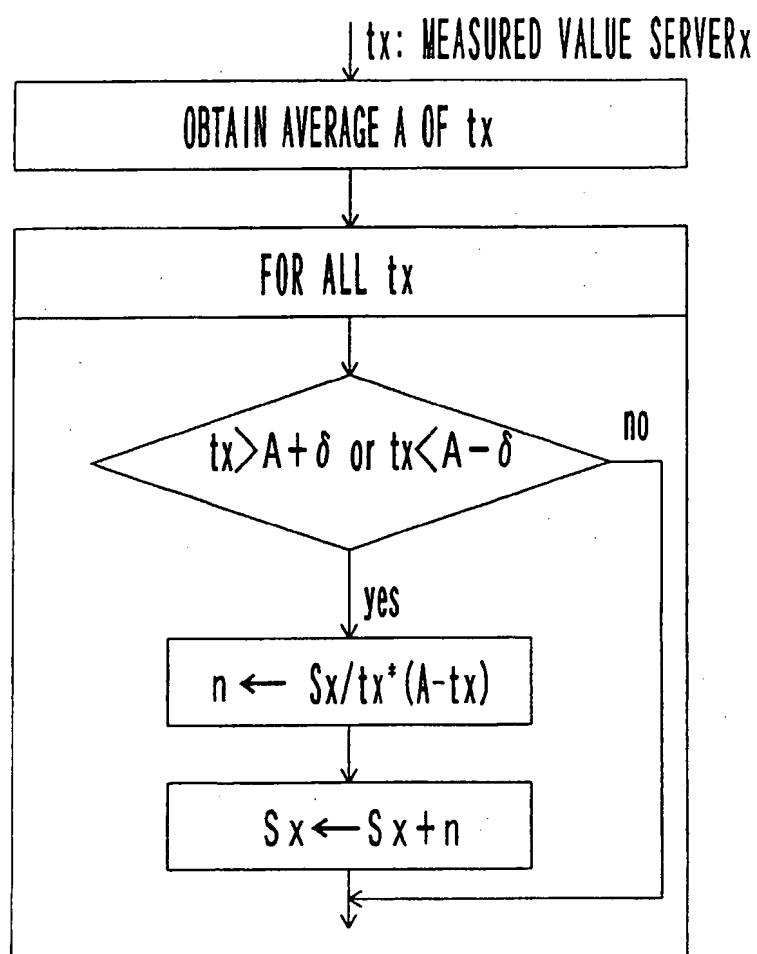 tx: MEASURED VALUE SERVERx
OBTAIN AVERAGE A OF tx
FOR ALL tx
tx>A+δ or tx<A-δ
no
yes
n ← Sx/tx*(A-tx)
Sx←Sx+n